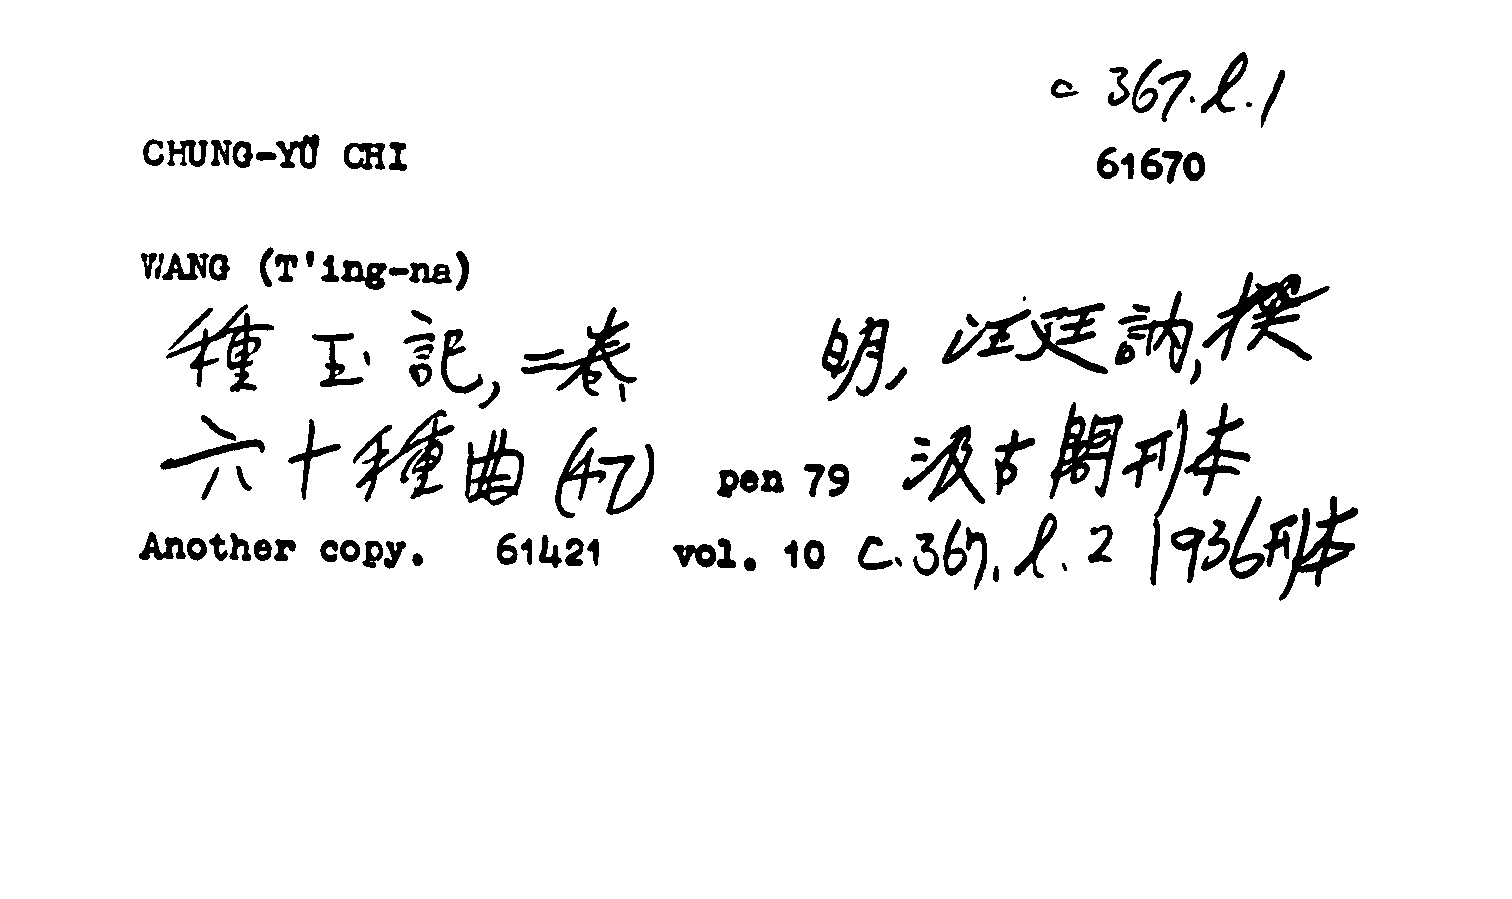 c 367.l.1
CHUNG-YÜ CHI
61670
WANG (T'ing-na)
種玉記, 二卷, 明, 汪廷訥, 撰
六十種曲 pen 79 汲古閣刊本
Another copy. 61421 vol. 10 C.367.l.2 1936刊本